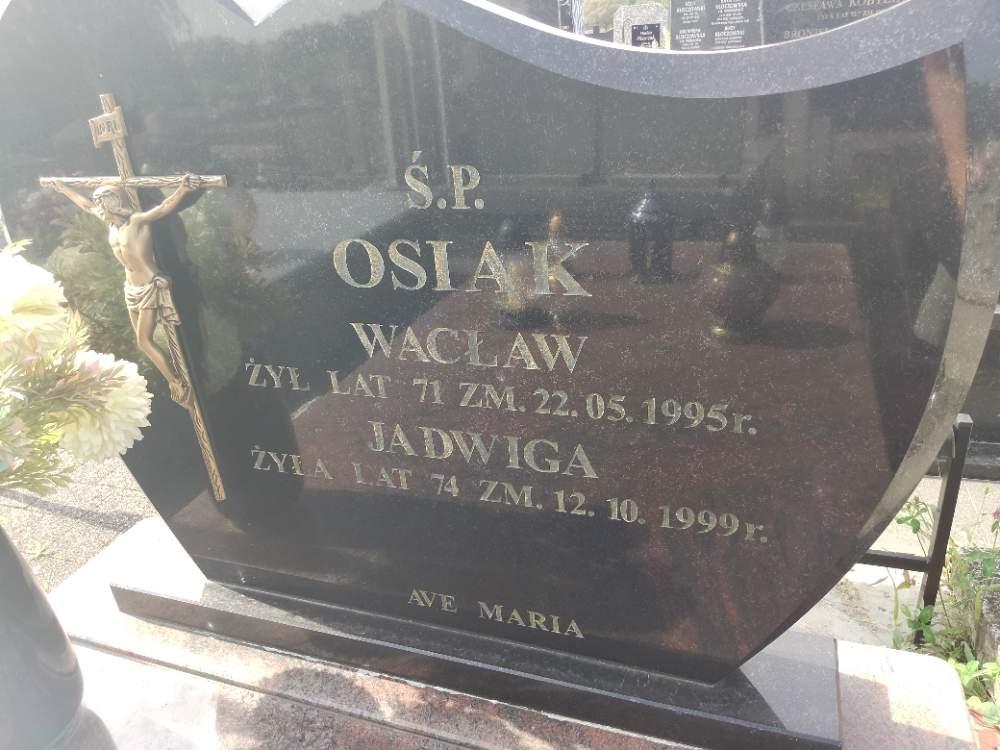 INRI
Ś.P.
OSIAK
WACŁAW
ŻYŁ LAT 71 ZM. 22.05.1995r.
JADWIGA
ŻYŁA LAT 74 ZM. 12.10.1999r.
AVE MARIA